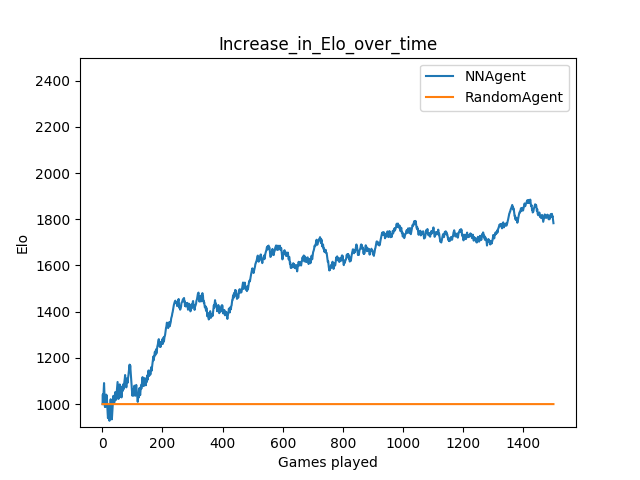 Increase_in_Elo_over_time
NNAgent
RandomAgent
2400
2200
2000
1800
1600
1400
1200
1000
Elo
0 200 400 600 800 1000 1200 1400
Games played